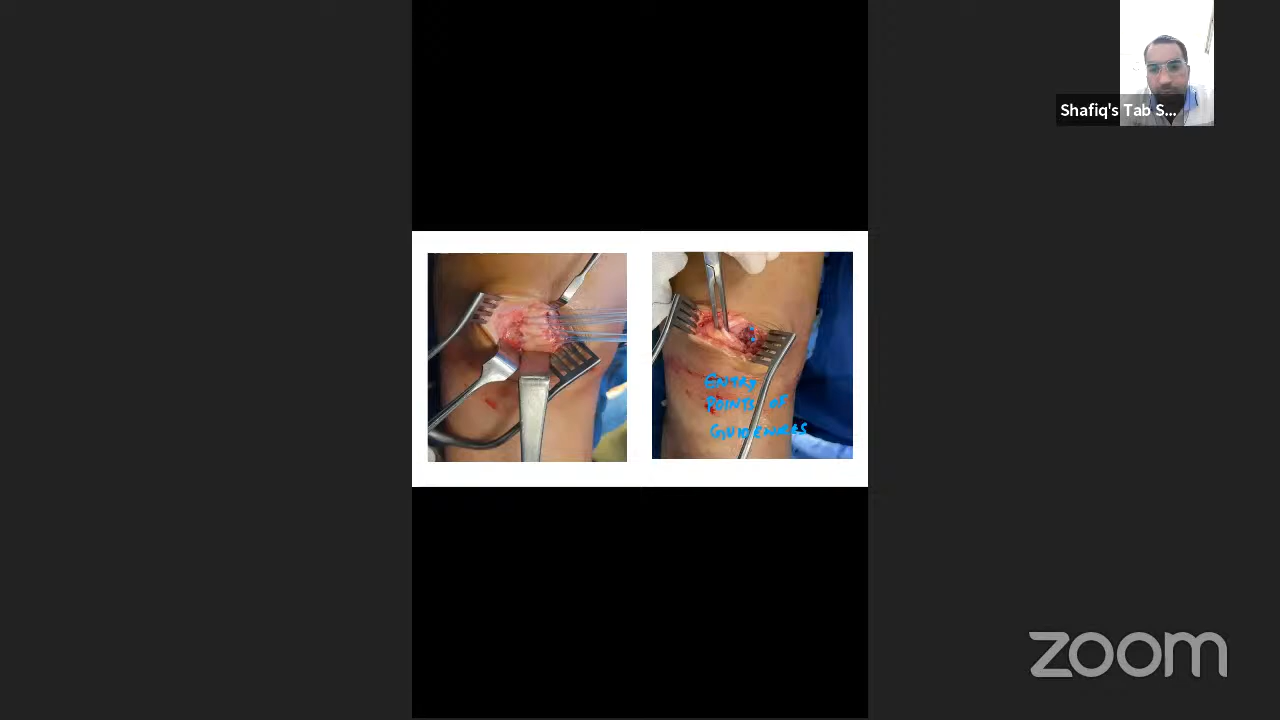 Shafiq's Tab S...
ENTRY
POINTS OF
GUIDEWIRES
zoom